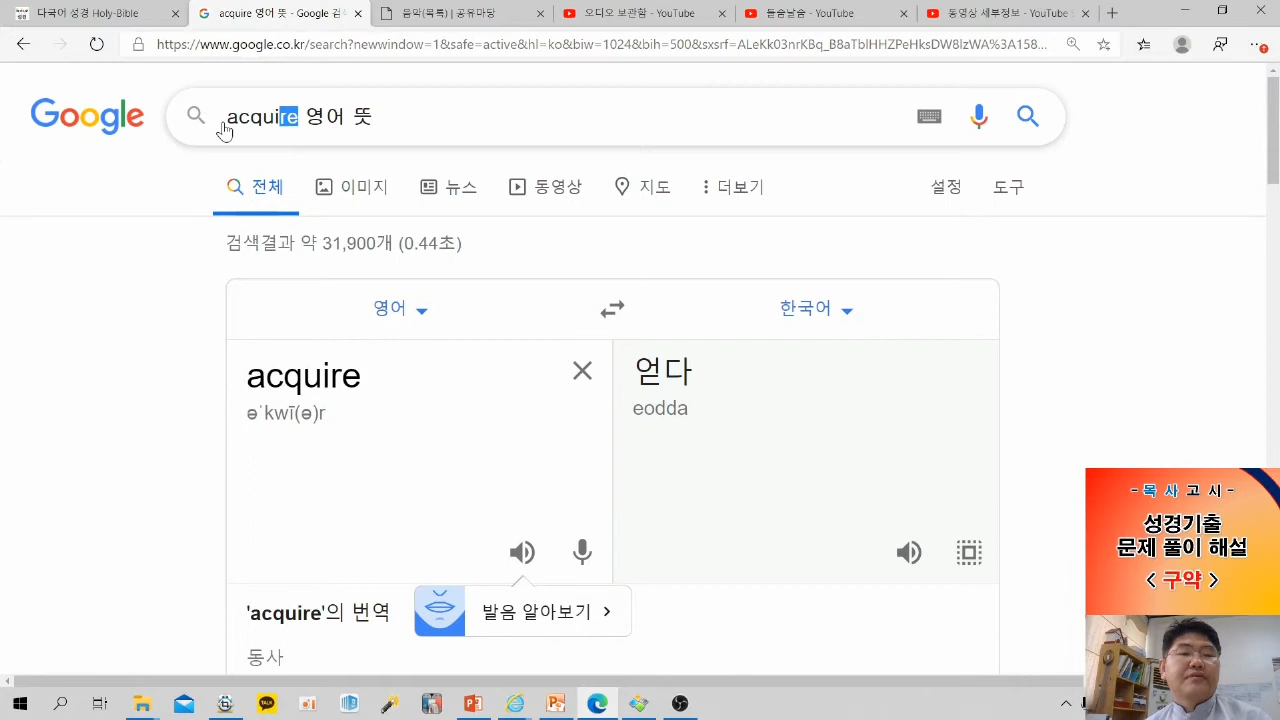 다국어 성경 Holy-Bible
acquire 영어 뜻 - Google 검색
음악(목록) | 공유마당
오디오 보관함 - YouTube
YouTube
동영상 세부정보 - YouTube
https://www.google.co.kr/search?newwindow=1&safe=active&hl=ko&biw=1024&bih=500&sxsrf=ALeKk03nrKBq_B8aTblHHZPeHksDW8lzWA%3A158...
Google
acquire 영어 뜻
전체
이미지
뉴스
동영상
지도
더보기
설정
도구
검색결과 약 31,900개 (0.44초)
영어
한국어
acquire
əˈkwī(ə)r
얻다
eodda
'acquire'의 번역
발음 알아보기
동사
- 목 사 고 시 -
성경기출
문제 풀이 해설
< 구약 >
TALK